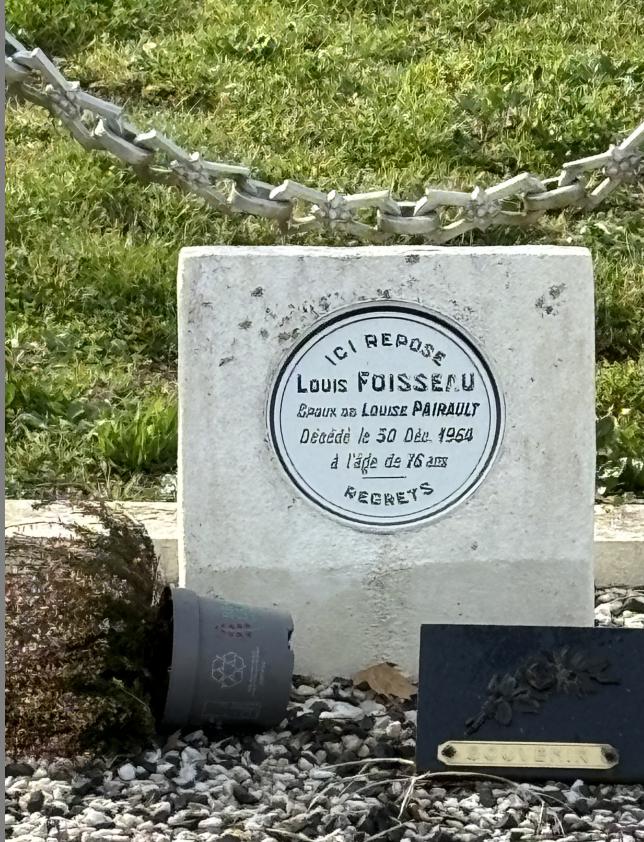 ICI REPOSE
Louis FOISSEAU
Epoux de Louise PAIRAULT
Décédé le 30 Déc. 1964
à l'âge de 76 ans
REGRETS
SOUVENIR